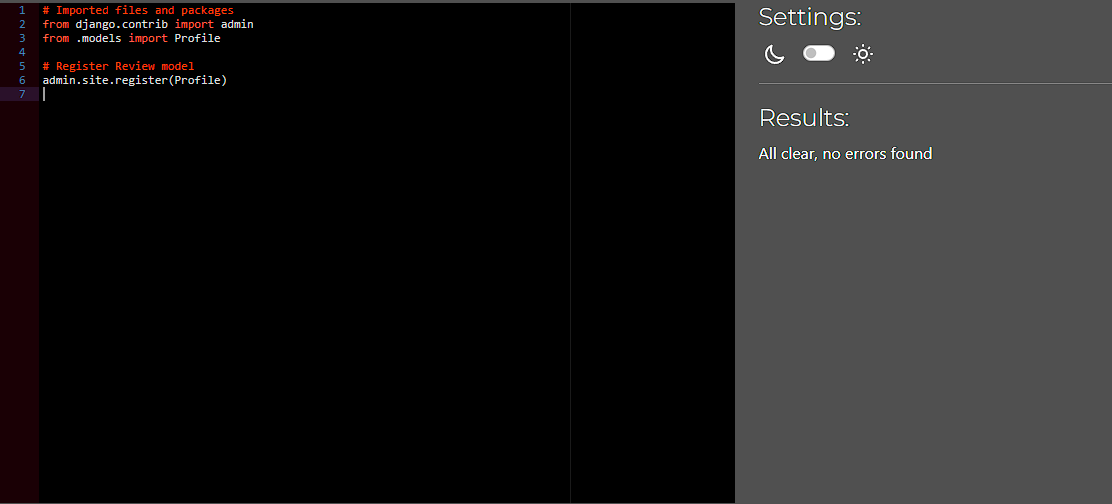 1 # Imported files and packages
2 from django.contrib import admin
3 from .models import Profile
4
5 # Register Review model
6 admin.site.register(Profile)
7
Settings:
Results:
All clear, no errors found